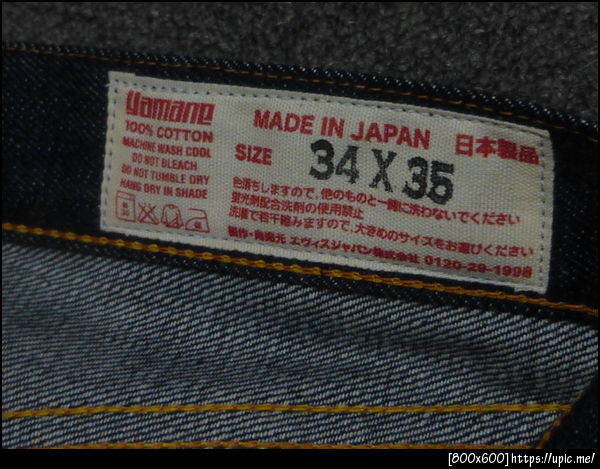 yamane
100% COTTON
MACHINE WASH COOL
DO NOT BLEACH
DO NOT TUMBLE DRY
HANG DRY IN SHADE
MADE IN JAPAN 日本製品
SIZE 34 X 35
色落ちしますので、他のものと一緒に洗わないでください
蛍光剤配合洗剤の使用禁止
洗濯で若干縮みますので、大きめのサイズをお選びください
製作・発売元 エヴィスジャパン株式会社 0120-29-1998
[800x600]https://upic.me/